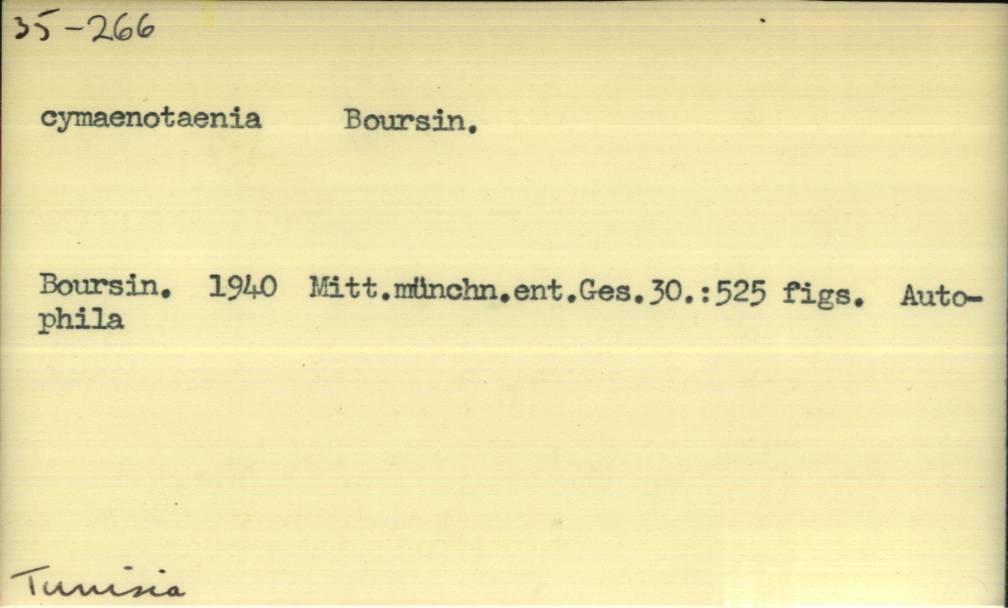 35-266
cymaenotaenia Boursin.
Boursin. 1940 Mitt.münchn.ent.Ges.30.:525 figs. Auto-
phila
Tunisia